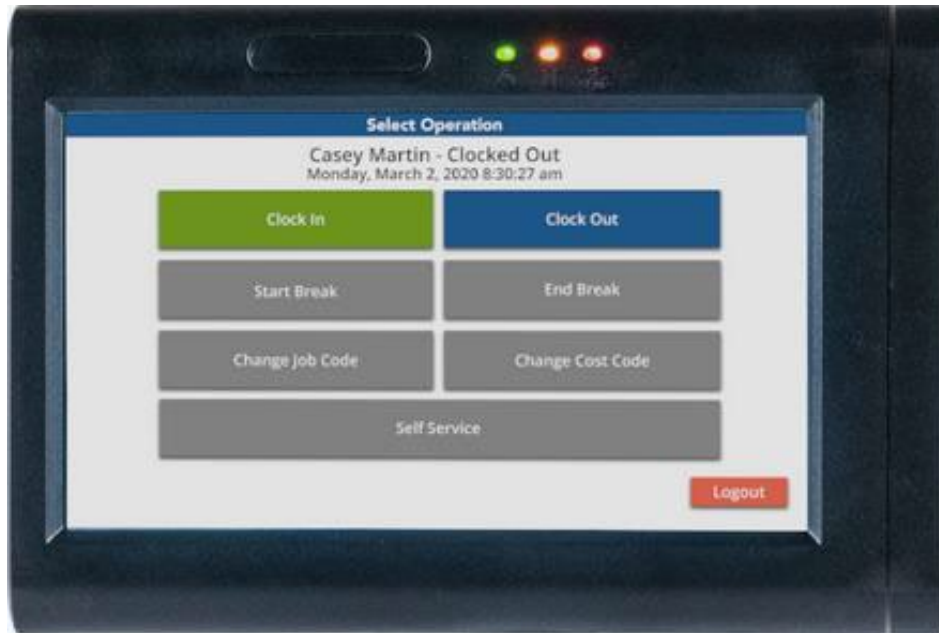 Select Operation
Casey Martin - Clocked Out
Monday, March 2, 2020 8:30:27 am
Clock In
Clock Out
Start Break
End Break
Change Job Code
Change Cost Code
Self Service
Logout